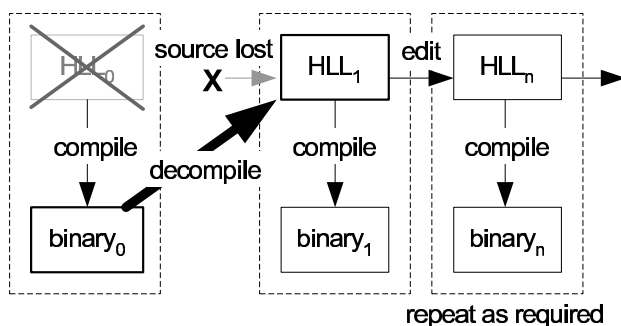 HLL0
source lost
X
HLL1
edit
HLLn
compile
decompile
compile
compile
binary0
binary1
binaryn
repeat as required